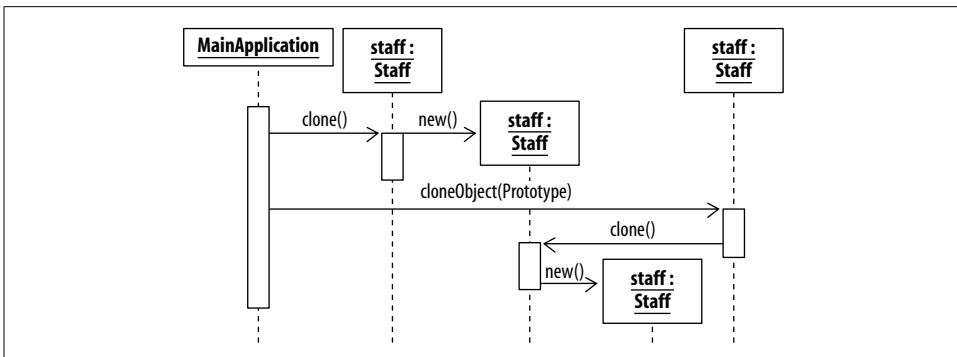 MainApplication
staff :
Staff
staff :
Staff
clone()
new()
staff :
Staff
cloneObject(Prototype)
clone()
new()
staff :
Staff